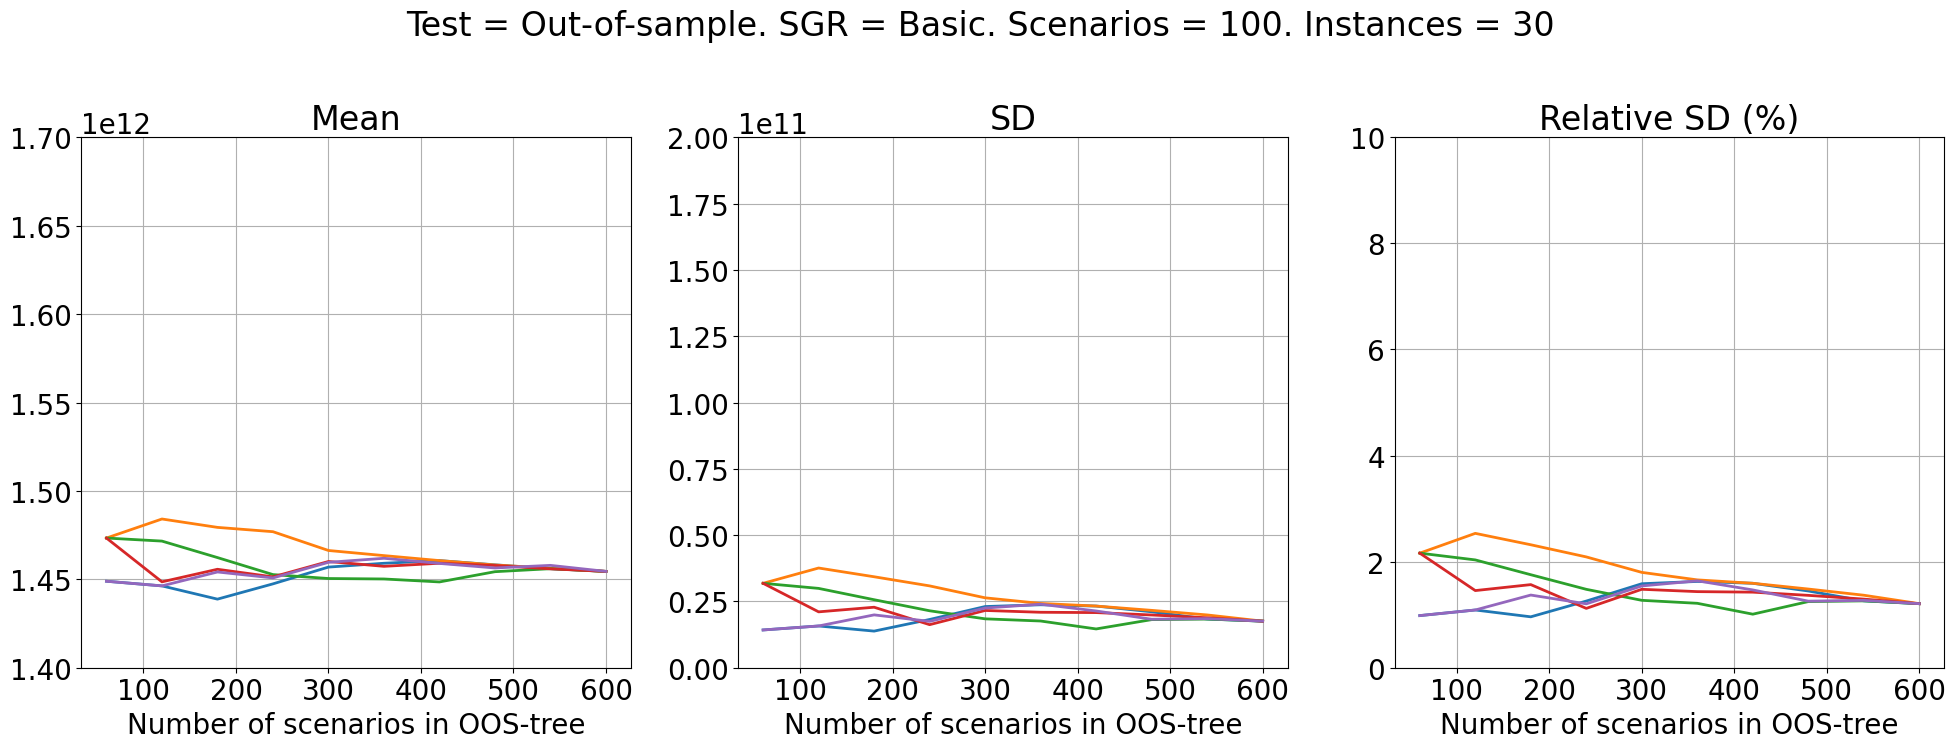 Test = Out-of-sample. SGR = Basic. Scenarios = 100. Instances = 30
Mean
1e12
1.70
1.65
1.60
1.55
1.50
1.45
1.40
100 200 300 400 500 600
Number of scenarios in OOS-tree
SD
1e11
2.00
1.75
1.50
1.25
1.00
0.75
0.50
0.25
0.00
100 200 300 400 500 600
Number of scenarios in OOS-tree
Relative SD (%)
10
8
6
4
2
0
100 200 300 400 500 600
Number of scenarios in OOS-tree